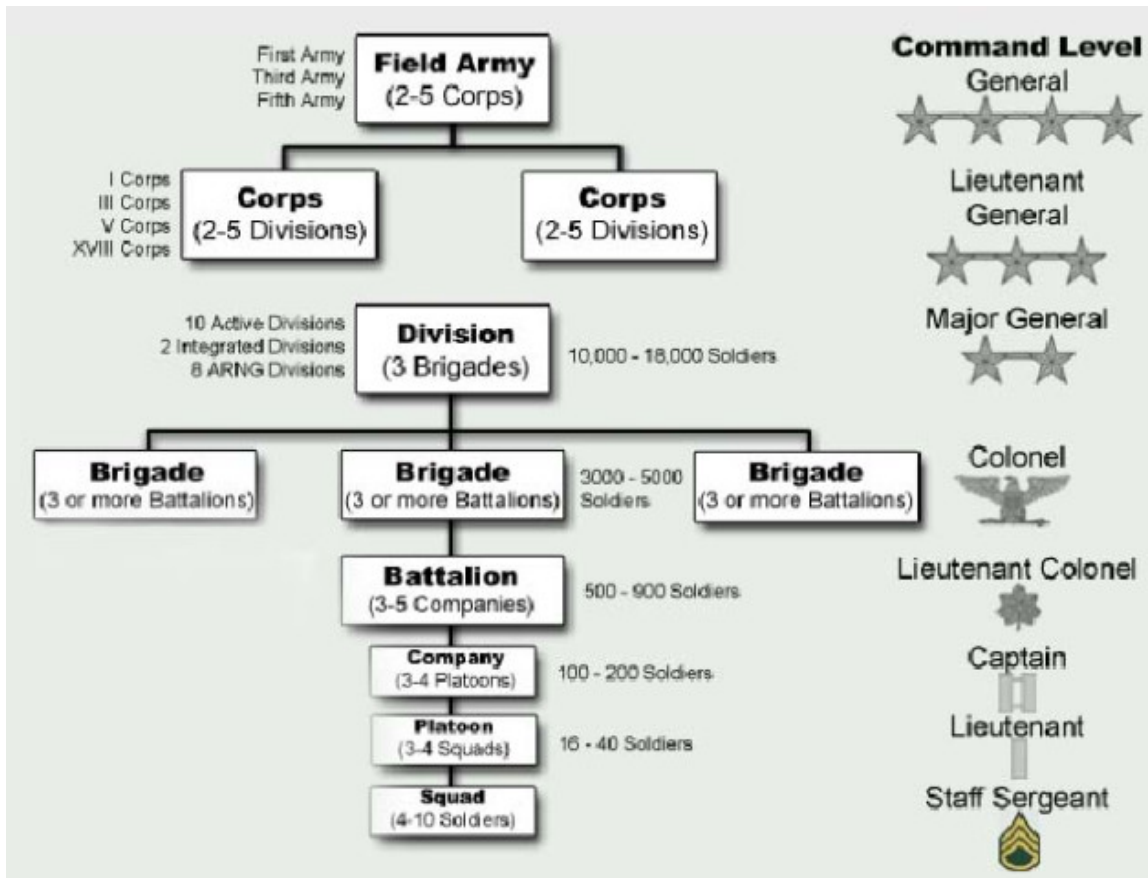 First Army
Third Army
Fifth Army
Field Army
(2-5 Corps)
Command Level
General
I Corps
III Corps
V Corps
XVIII Corps
Corps
(2-5 Divisions)
Corps
(2-5 Divisions)
Lieutenant
General
10 Active Divisions
2 Integrated Divisions
8 ARNG Divisions
Division
(3 Brigades)
10,000 - 18,000 Soldiers
Major General
Brigade
(3 or more Battalions)
Brigade
(3 or more Battalions)
3000 - 5000
Soldiers
Brigade
(3 or more Battalions)
Colonel
Battalion
(3-5 Companies)
500 - 900 Soldiers
Lieutenant Colonel
Company
(3-4 Platoons)
100 - 200 Soldiers
Captain
Platoon
(3-4 Squads)
16 - 40 Soldiers
Lieutenant
Squad
(4-10 Soldiers)
Staff Sergeant